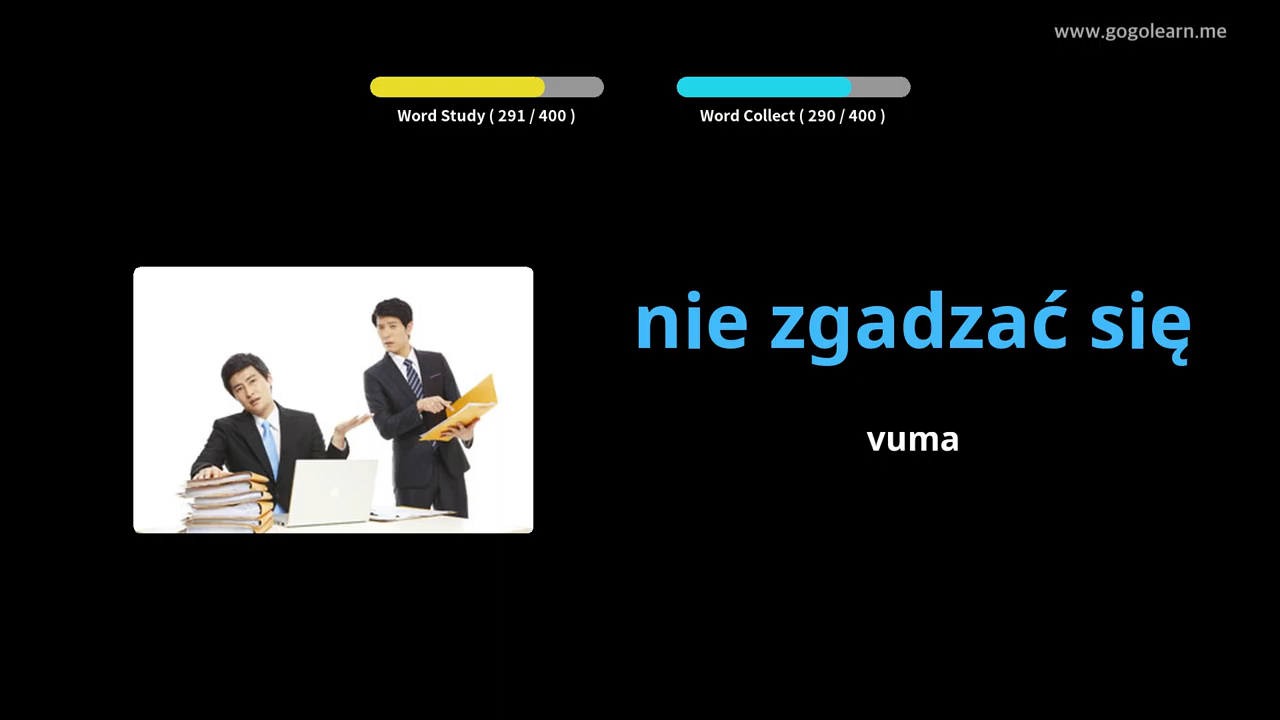 www.gogolearn.me
Word Study ( 291 / 400 )
Word Collect ( 290 / 400 )
nie zgadzać się
vuma